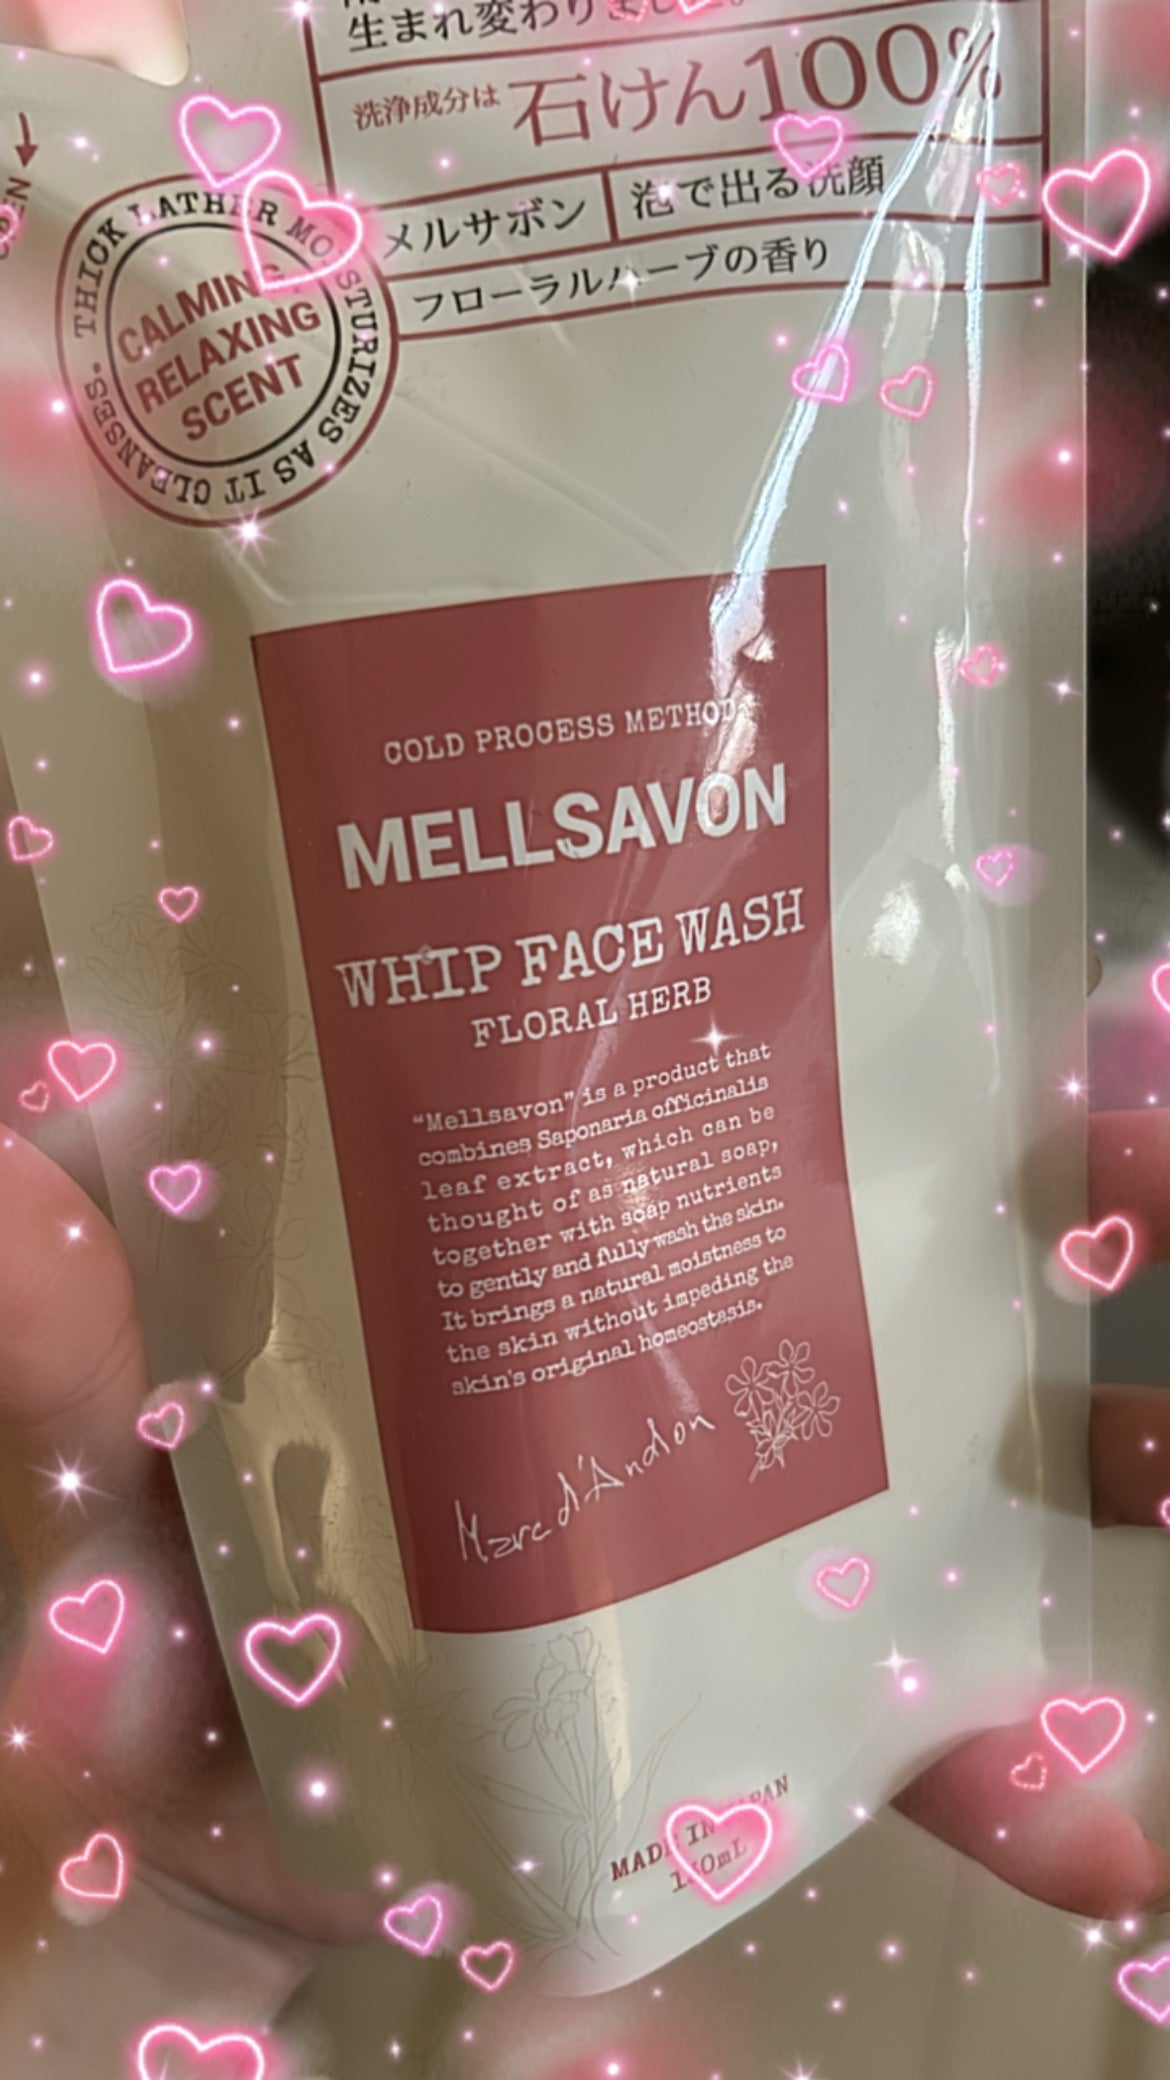 生まれ変わりました。
洗浄成分は 石けん100%
メルサボン 泡で出る洗顔
フローラルハーブの香り
THICK LATHER MOISTURIZES AS IT CLEANSES.
CALMING,
RELAXING
SCENT
COLD PROCESS METHOD
MELLSAVON
WHIP FACE WASH
FLORAL HERB
“Mellsavon” is a product that
combines Saponaria officinalis
leaf extract, which can be
thought of as natural soap,
together with soap nutrients
to gently and fully wash the skin.
It brings a natural moistness to
the skin without impeding the
skin's original homeostasis.
Marc d'Andon
MADE IN JAPAN